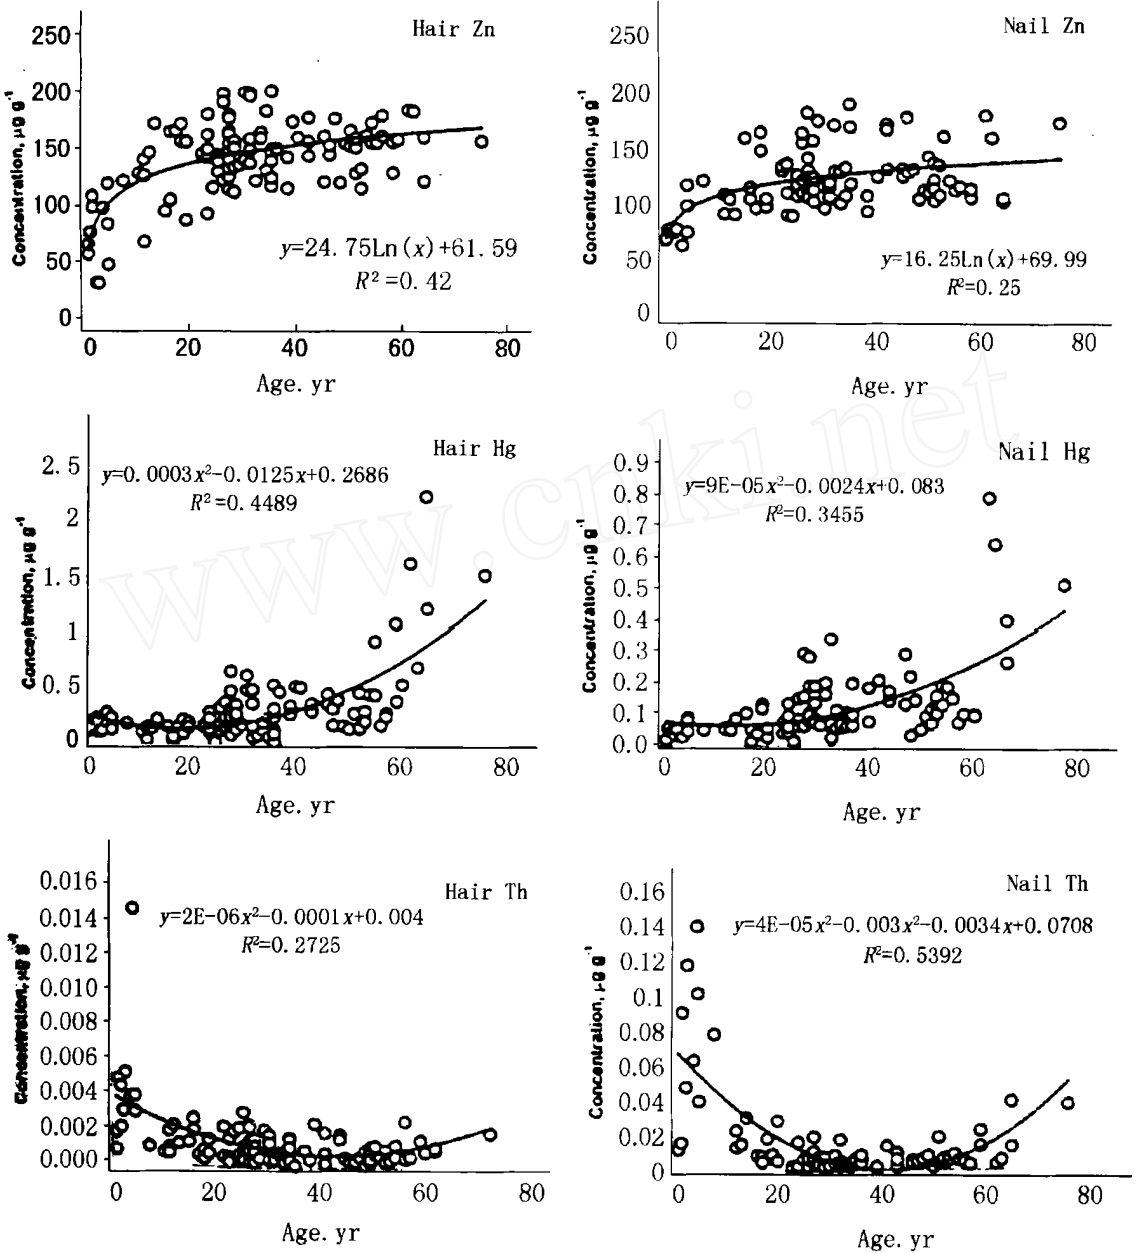 Hair Zn
250
200
150
100
50
0
Concentration, μg g⁻¹
y=24.75Ln(x)+61.59
R²=0.42
0 20 40 60 80
Age. yr
Nail Zn
250
200
150
100
50
0
Concentration, μg g⁻¹
y=16.25Ln(x)+69.99
R²=0.25
0 20 40 60 80
Age. yr
Hair Hg
y=0.0003x²-0.0125x+0.2686
R²=0.4489
2.5
2
1.5
1
0.5
0
Concentration, μg g⁻¹
0 20 40 60 80
Age. yr
Nail Hg
y=9E-05x²-0.0024x+0.083
R²=0.3455
0.9
0.8
0.7
0.6
0.5
0.4
0.3
0.2
0.1
0.0
Concentration, μg g⁻¹
0 20 40 60 80
Age. yr
Hair Th
y=2E-06x²-0.0001x+0.004
R²=0.2725
0.016
0.014
0.012
0.010
0.008
0.006
0.004
0.002
0.000
Concentration, μg g⁻¹
0 20 40 60 80
Age. yr
Nail Th
y=4E-05x²-0.003x²-0.0034x+0.0708
R²=0.5392
0.16
0.14
0.12
0.1
0.08
0.06
0.04
0.02
0
Concentration, μg g⁻¹
0 20 40 60 80
Age. yr
www.cnki.net